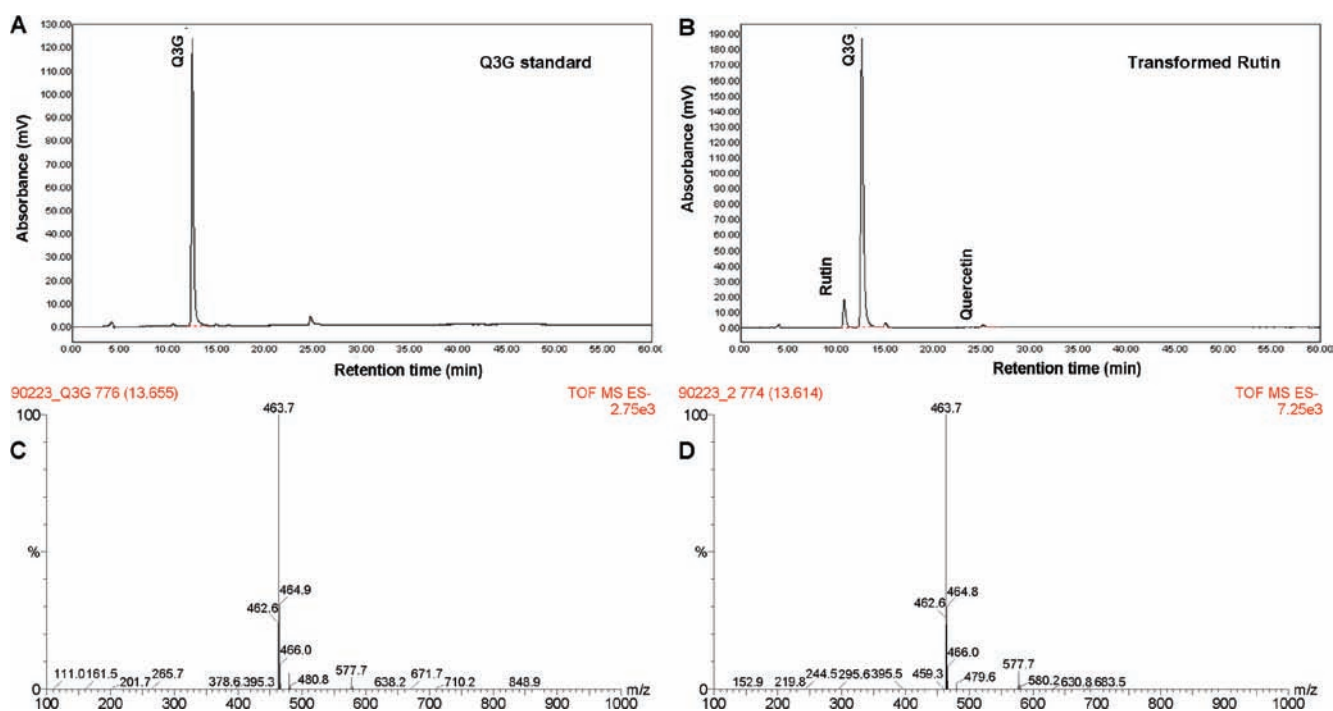 A
Q3G
Q3G standard
Absorbance (mV)
130.00
120.00
110.00
100.00
90.00
80.00
70.00
60.00
50.00
40.00
30.00
20.00
10.00
0.00
0.00 5.00 10.00 15.00 20.00 25.00 30.00 35.00 40.00 45.00 50.00 55.00 60.00
Retention time (min)
B
Q3G
Transformed Rutin
Rutin
Quercetin
Absorbance (mV)
190.00
180.00
170.00
160.00
150.00
140.00
130.00
120.00
110.00
100.00
90.00
80.00
70.00
60.00
50.00
40.00
30.00
20.00
10.00
0.00
0.00 5.00 10.00 15.00 20.00 25.00 30.00 35.00 40.00 45.00 50.00 55.00 60.00
Retention time (min)
90223_Q3G 776 (13.655)
TOF MS ES-
2.75e3
463.7
100
C
%
464.9
462.6
466.0
111.0 161.5 201.7 265.7 378.6 395.3 480.8 577.7 638.2 671.7 710.2 848.9
0
m/z
100 200 300 400 500 600 700 800 900 1000
90223_2 774 (13.614)
TOF MS ES-
7.25e3
463.7
100
D
%
464.8
462.6
466.0
152.9 219.8 244.5 295.6 395.5 459.3 479.6 577.7 580.2 630.8 683.5
0
m/z
100 200 300 400 500 600 700 800 900 1000